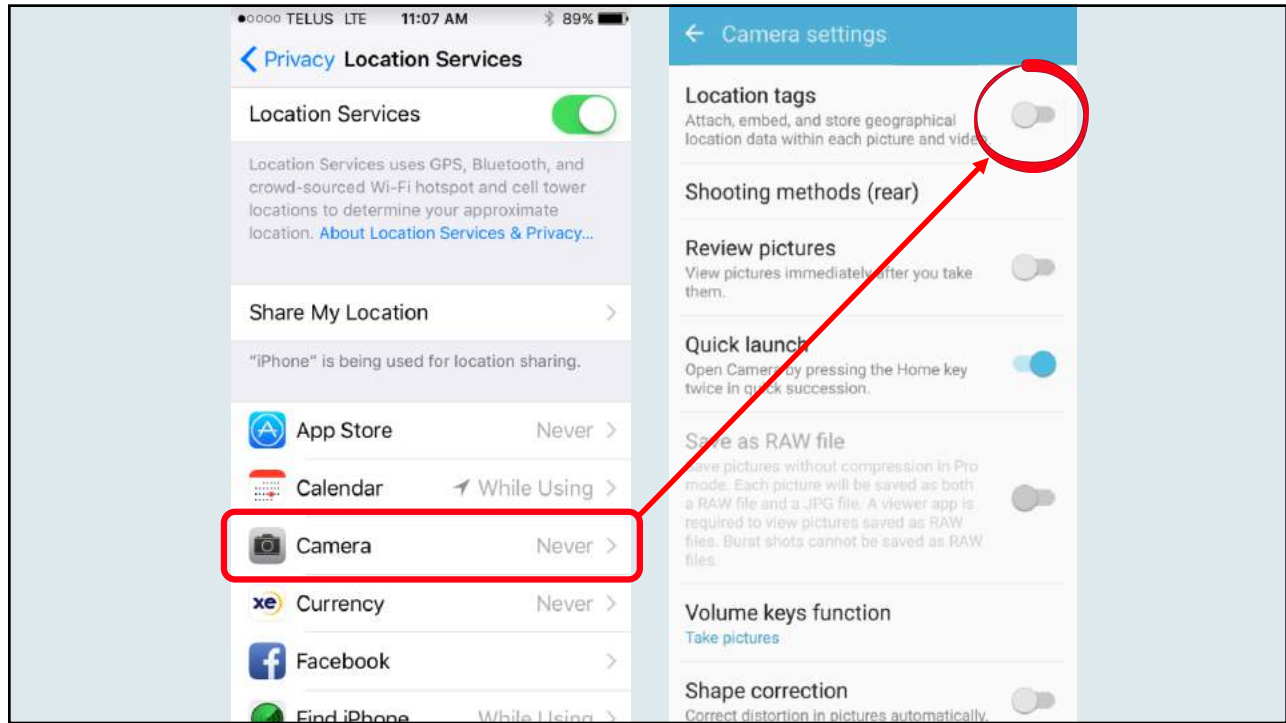 TELUS LTE 11:07 AM 89%
Privacy Location Services
Location Services
Location Services uses GPS, Bluetooth, and
crowd-sourced Wi-Fi hotspot and cell tower
locations to determine your approximate
location. About Location Services & Privacy...
Share My Location
"iPhone" is being used for location sharing.
App Store Never
Calendar While Using
Camera Never
xe Currency Never
Facebook
Find iPhone While Using
Camera settings
Location tags
Attach, embed, and store geographical
location data within each picture and video.
Shooting methods (rear)
Review pictures
View pictures immediately after you take
them.
Quick launch
Open Camera by pressing the Home key
twice in quick succession.
Save as RAW file
Save pictures without compression in Pro
mode. Each picture will be saved as both
a RAW file and a JPG file. A viewer app is
required to view pictures saved as RAW
files. Burst shots cannot be saved as RAW
files.
Volume keys function
Take pictures
Shape correction
Correct distortion in pictures automatically.